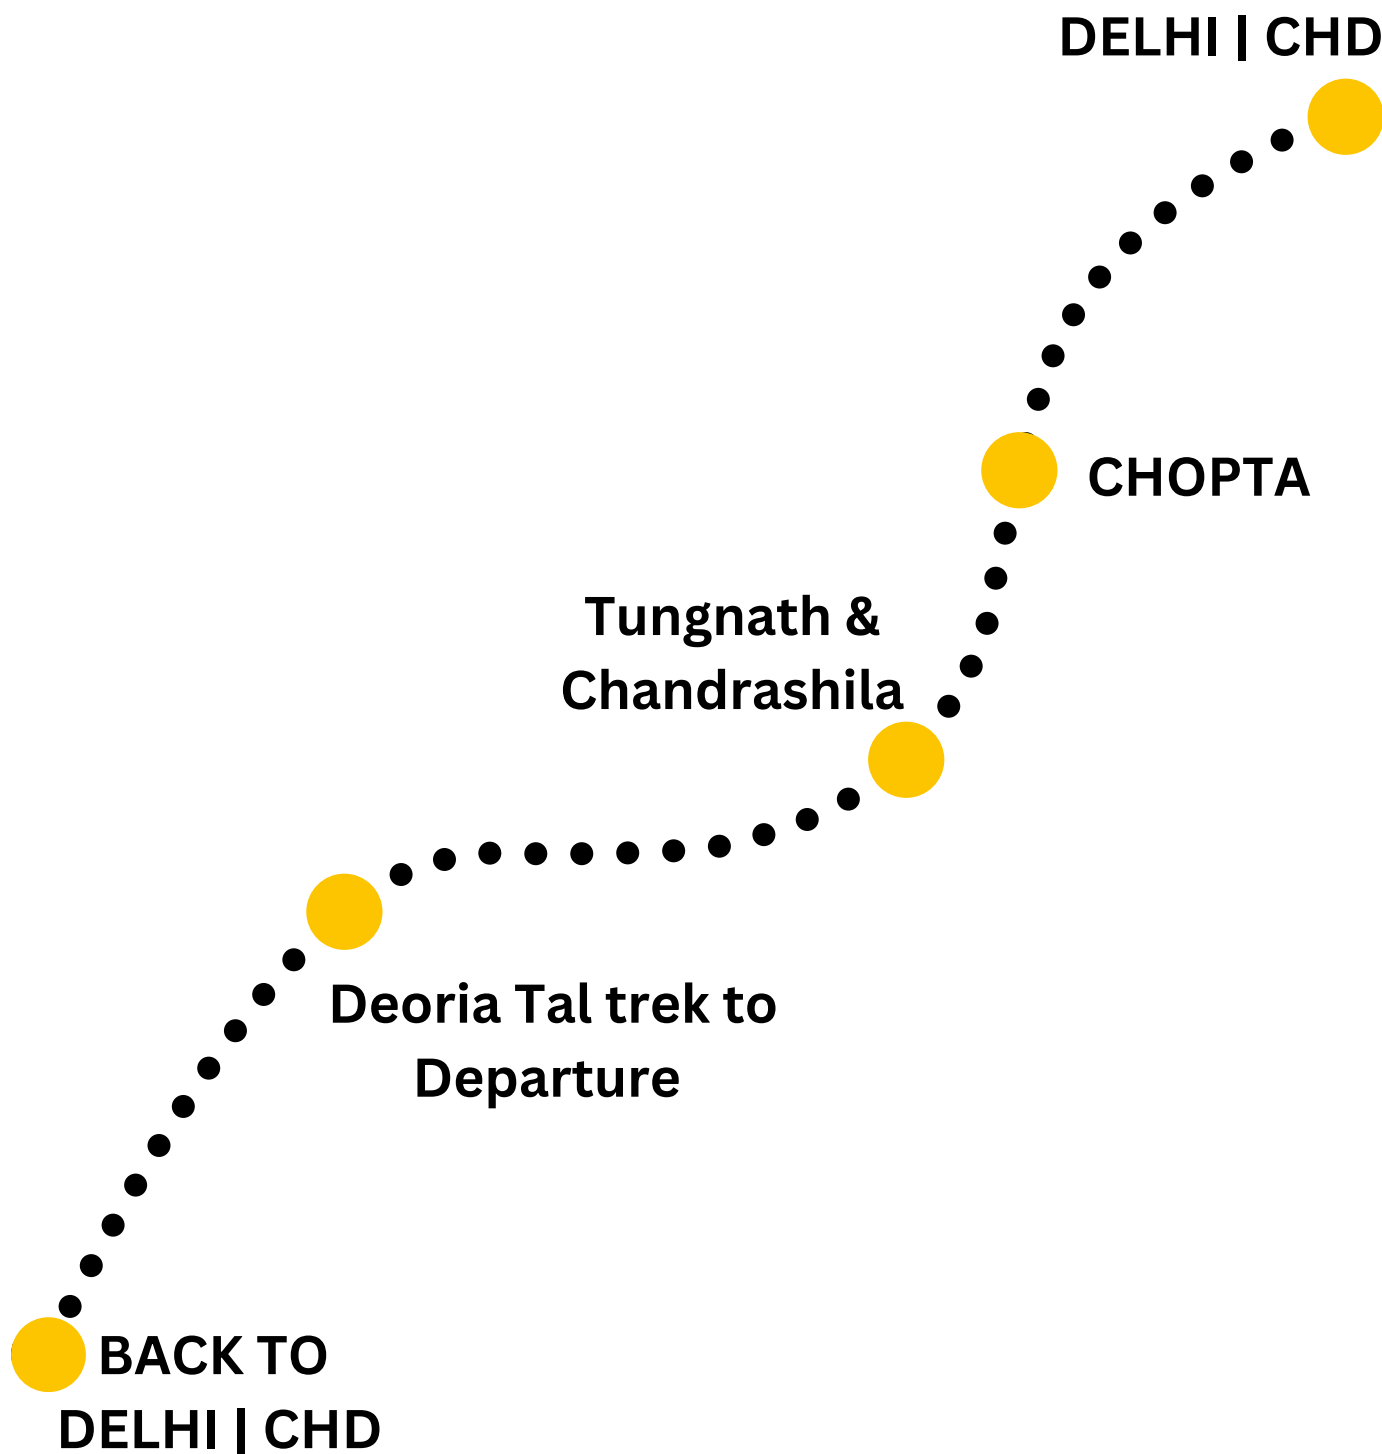 DELHI | CHD
CHOPTA
Tungnath &
Chandrashila
Deoria Tal trek to
Departure
BACK TO
DELHI | CHD